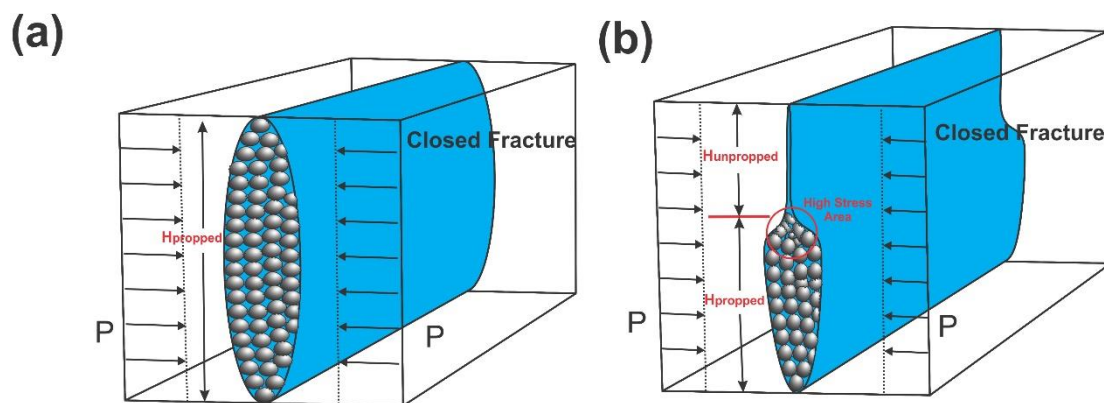 (a)
Closed Fracture
Hpropped
P
P
(b)
Closed Fracture
Hunpropped
High Stress
Area
Hpropped
P
P